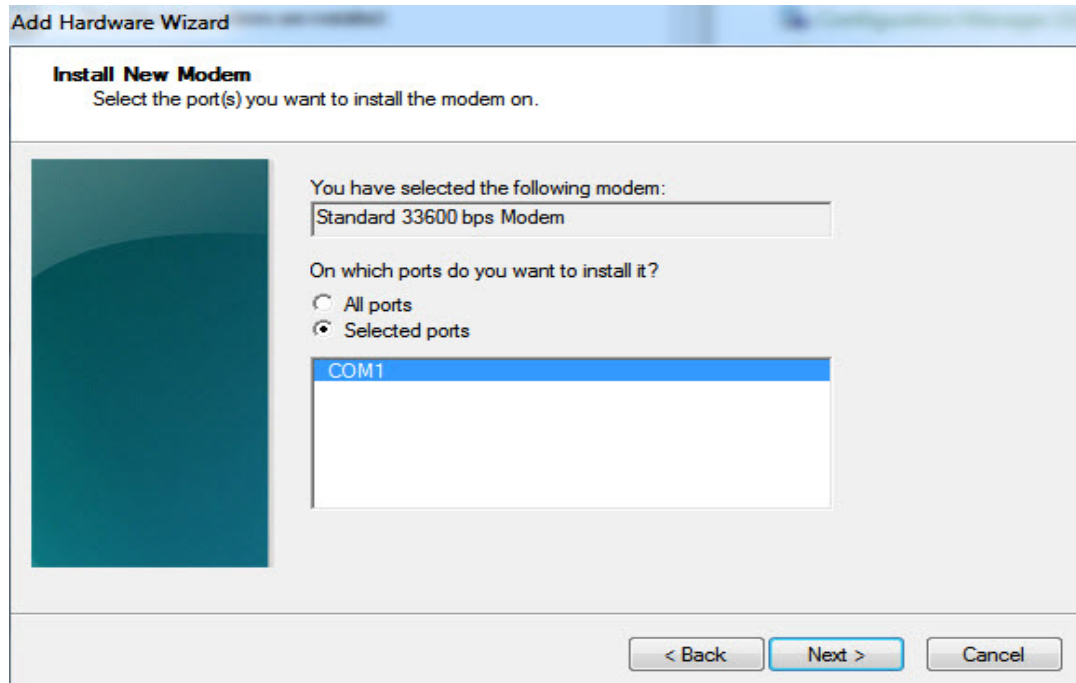 Add Hardware Wizard
Install New Modem
Select the port(s) you want to install the modem on.
You have selected the following modem:
Standard 33600 bps Modem
On which ports do you want to install it?
All ports
Selected ports
COM1
< Back
Next >
Cancel